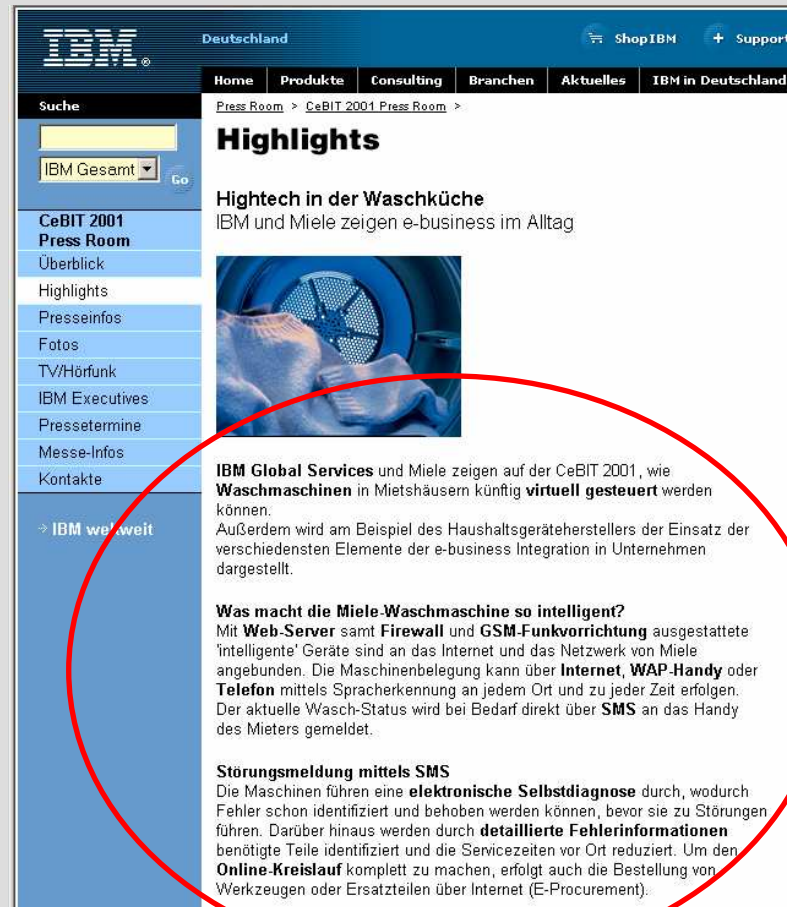 IBM®
Deutschland
ShopIBM + Support
Home Produkte Consulting Branchen Aktuelles IBM in Deutschland
Suche
Press Room > CeBIT 2001 Press Room >
Highlights
IBM Gesamt
Go
Hightech in der Waschküche
IBM und Miele zeigen e-business im Alltag
CeBIT 2001
Press Room
Überblick
Highlights
Presseinfos
Fotos
TV/Hörfunk
IBM Executives
Pressetermine
Messe-Infos
Kontakte
IBM weltweit
IBM Global Services und Miele zeigen auf der CeBIT 2001, wie
Waschmaschinen in Mietshäusern künftig virtuell gesteuert werden
können.
Außerdem wird am Beispiel des Haushaltsgeräteherstellers der Einsatz der
verschiedensten Elemente der e-business Integration in Unternehmen
dargestellt.
Was macht die Miele-Waschmaschine so intelligent?
Mit Web-Server samt Firewall und GSM-Funkvorrichtung ausgestattete
'intelligente' Geräte sind an das Internet und das Netzwerk von Miele
angebunden. Die Maschinenbelegung kann über Internet, WAP-Handy oder
Telefon mittels Spracherkennung an jedem Ort und zu jeder Zeit erfolgen.
Der aktuelle Wasch-Status wird bei Bedarf direkt über SMS an das Handy
des Mieters gemeldet.
Störungsmeldung mittels SMS
Die Maschinen führen eine elektronische Selbstdiagnose durch, wodurch
Fehler schon identifiziert und behoben werden können, bevor sie zu Störungen
führen. Darüber hinaus werden durch detaillierte Fehlerinformationen
benötigte Teile identifiziert und die Servicezeiten vor Ort reduziert. Um den
Online-Kreislauf komplett zu machen, erfolgt auch die Bestellung von
Werkzeugen oder Ersatzteilen über Internet (E-Procurement).